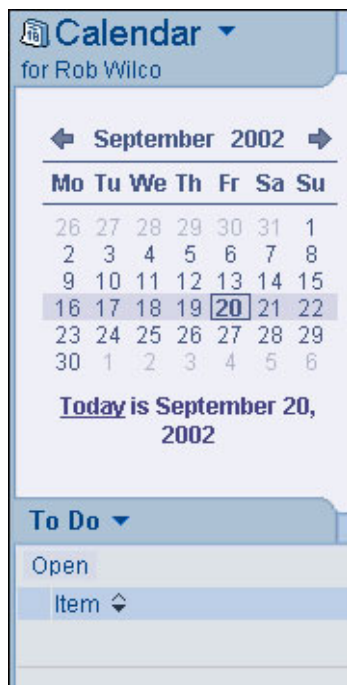 Calendar
for Rob Wilco
September 2002
Mo Tu We Th Fr Sa Su
26 27 28 29 30 31 1
2 3 4 5 6 7 8
9 10 11 12 13 14 15
16 17 18 19 20 21 22
23 24 25 26 27 28 29
30 1 2 3 4 5 6
Today is September 20,
2002
To Do
Open
Item